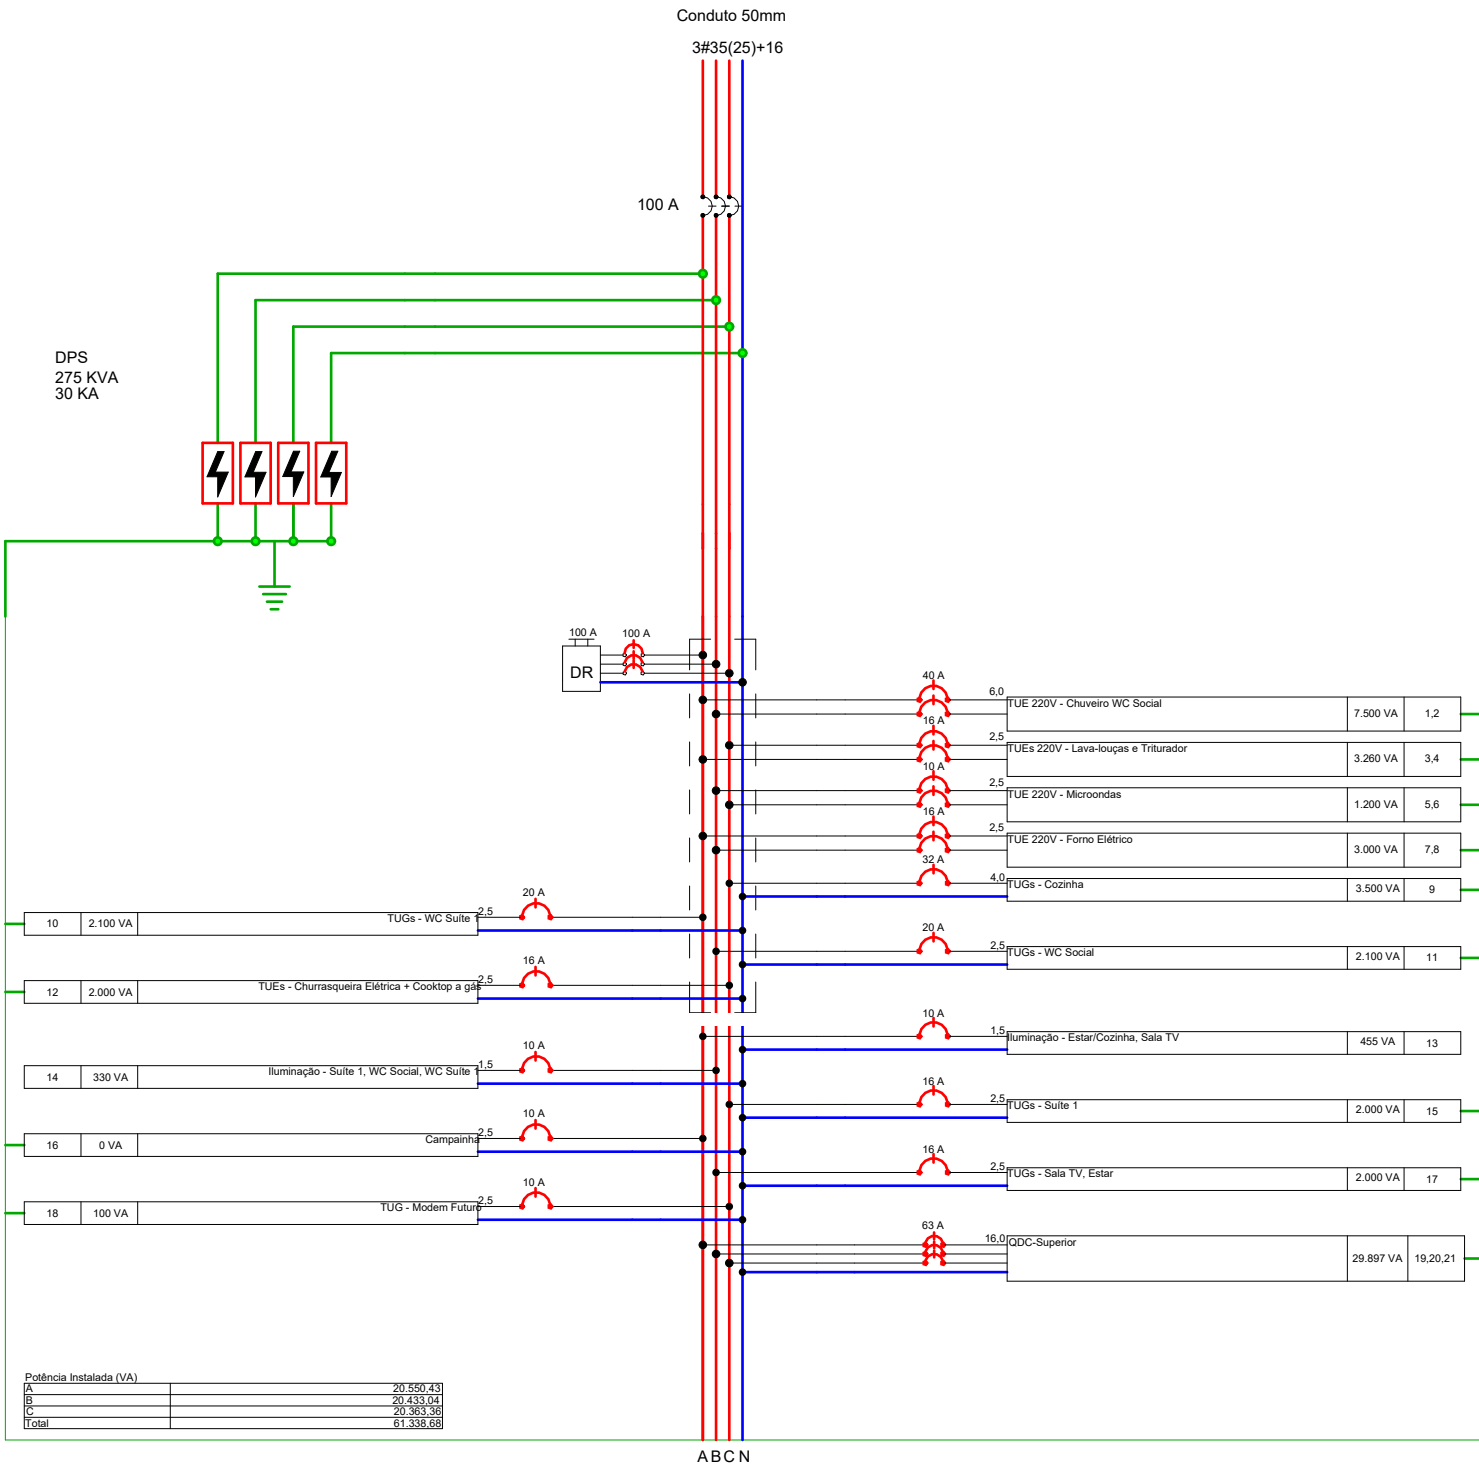 Conduto 50mm
3#35(25)+16
100 A
DPS
275 KVA
30 KA
100 A
100 A
DR
40 A
6,0
TUE 220V - Chuveiro WC Social
7.500 VA
1,2
16 A
2,5
TUEs 220V - Lava-louças e Triturador
3.260 VA
3,4
10 A
2,5
TUE 220V - Microondas
1.200 VA
5,6
16 A
2,5
TUE 220V - Forno Elétrico
3.000 VA
7,8
32 A
4,0
TUGs - Cozinha
3.500 VA
9
10
2.100 VA
TUGs - WC Suíte 1
2,5
20 A
20 A
2,5
TUGs - WC Social
2.100 VA
11
12
2.000 VA
TUEs - Churrasqueira Elétrica + Cooktop a gás
2,5
16 A
10 A
1,5
Iluminação - Estar/Cozinha, Sala TV
455 VA
13
14
330 VA
Iluminação - Suíte 1, WC Social, WC Suíte 1
1,5
10 A
16 A
2,5
TUGs - Suíte 1
2.000 VA
15
16
0 VA
Campainha
2,5
10 A
16 A
2,5
TUGs - Sala TV, Estar
2.000 VA
17
18
100 VA
TUG - Modem Futuro
2,5
10 A
63 A
16,0
QDC-Superior
29.897 VA
19,20,21
Potência Instalada (VA)
A 20.550,43
B 20.433,04
C 20.363,36
Total 61.338,68
A B C N